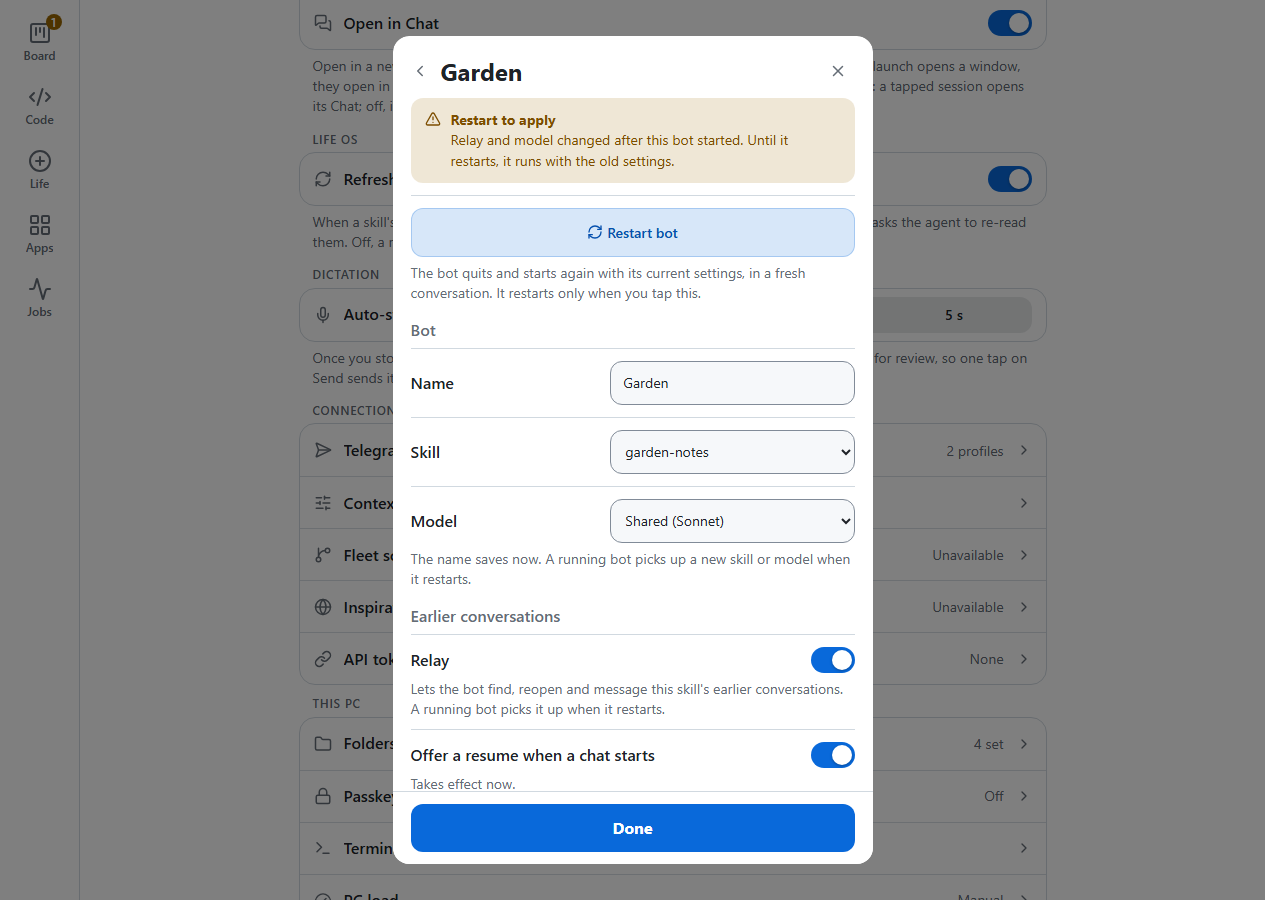 1
Board
Code
Life
Apps
Jobs
Open in Chat
Open in a new
launch opens a window,
they open in
a tapped session opens
its Chat; off, i
LIFE OS
Refresh
When a skill's
asks the agent to re-read
them. Off, a r
DICTATION
Auto-s
5 s
Once you sto
for review, so one tap on
Send sends it
CONNECTION
Telegra
2 profiles
Contex
Fleet sc
Unavailable
Inspira
Unavailable
API tok
None
THIS PC
Folders
4 set
Passkey
Off
Termin
PC load
Manual
Garden
Restart to apply
Relay and model changed after this bot started. Until it
restarts, it runs with the old settings.
Restart bot
The bot quits and starts again with its current settings, in a fresh
conversation. It restarts only when you tap this.
Bot
Name
Garden
Skill
garden-notes
Model
Shared (Sonnet)
The name saves now. A running bot picks up a new skill or model when
it restarts.
Earlier conversations
Relay
Lets the bot find, reopen and message this skill's earlier conversations.
A running bot picks it up when it restarts.
Offer a resume when a chat starts
Takes effect now.
Done